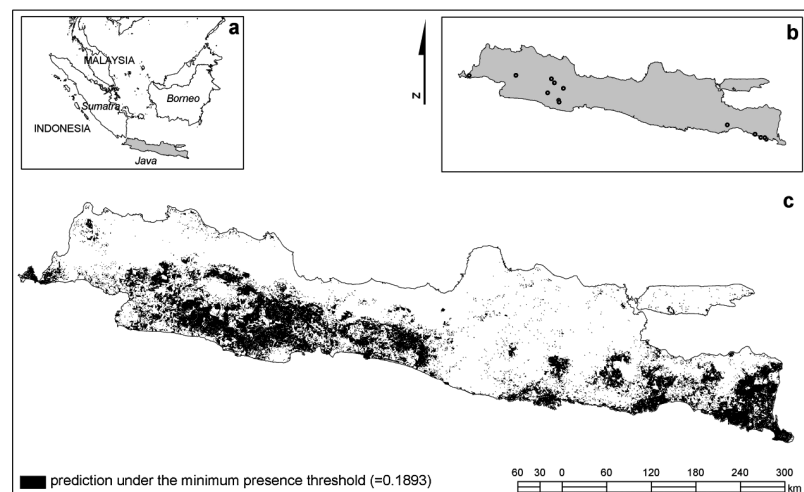 a
MALAYSIA
Borneo
Sumatra
INDONESIA
Java
N
b
c
prediction under the minimum presence threshold (=0.1893)
60 30 0 60 120 180 240 300
km